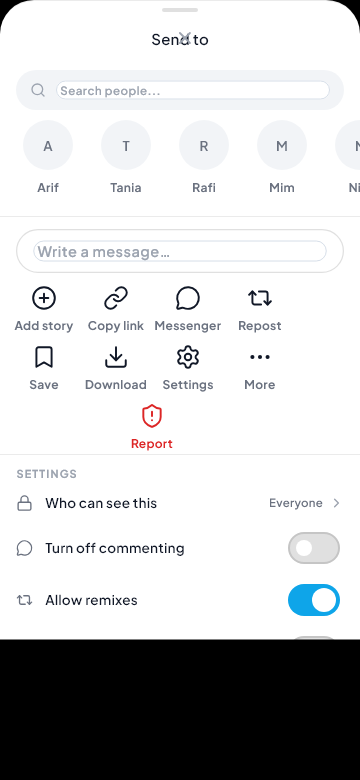 Send to
Search people...
A T R M
Arif Tania Rafi Mim
Write a message...
Add story Copy link Messenger Repost
Save Download Settings More
Report
SETTINGS
Who can see this Everyone
Turn off commenting
Allow remixes